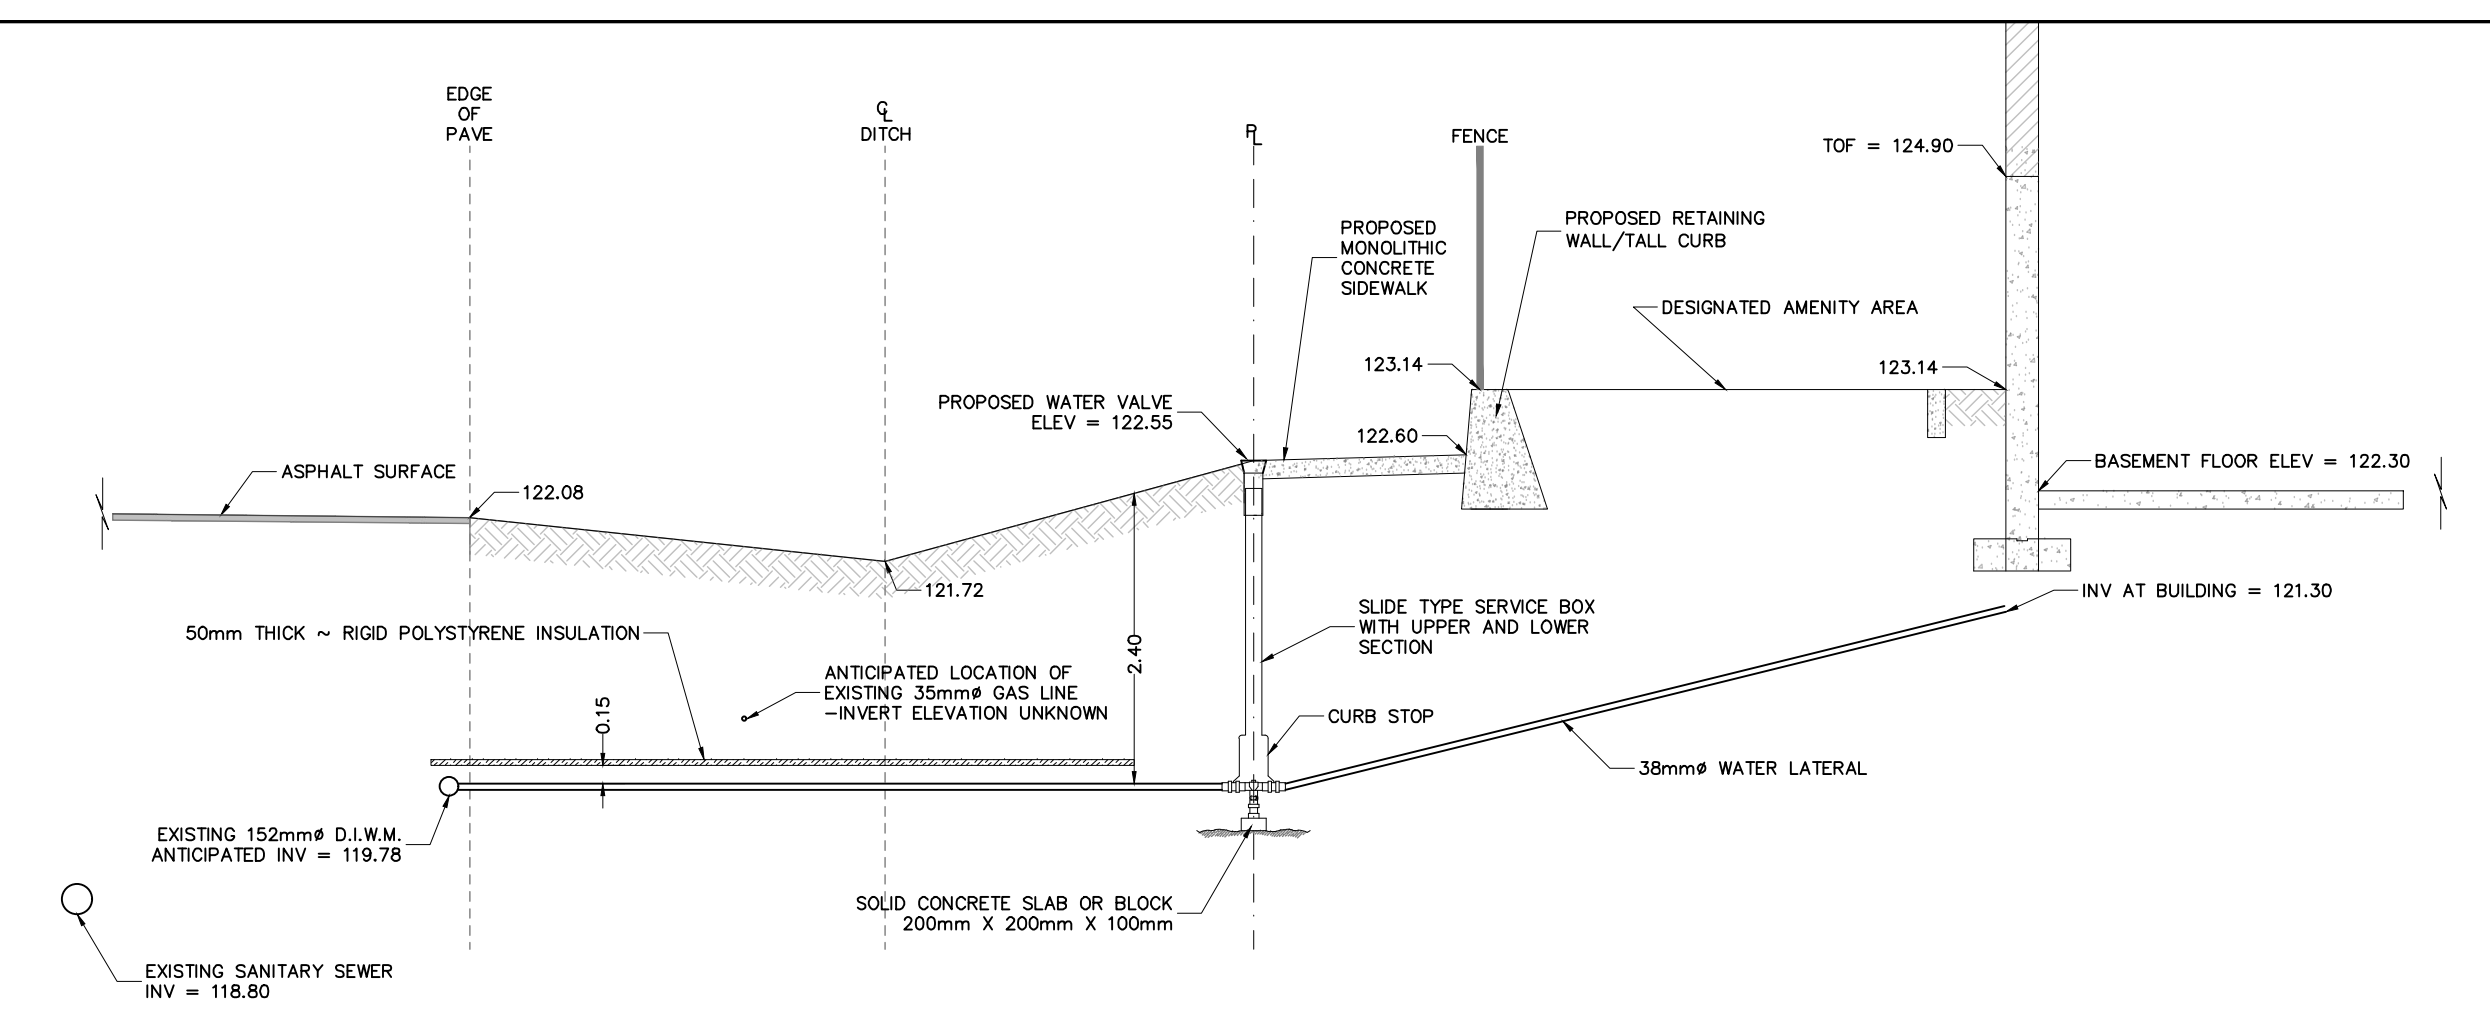 EDGE
OF
PAVE
℄
DITCH
PL
FENCE
TOF = 124.90
PROPOSED
MONOLITHIC
CONCRETE
SIDEWALK
PROPOSED RETAINING
WALL/TALL CURB
DESIGNATED AMENITY AREA
123.14
123.14
PROPOSED WATER VALVE
ELEV = 122.55
122.60
ASPHALT SURFACE
122.08
BASEMENT FLOOR ELEV = 122.30
121.72
INV AT BUILDING = 121.30
50mm THICK ~ RIGID POLYSTYRENE INSULATION
SLIDE TYPE SERVICE BOX
WITH UPPER AND LOWER
SECTION
2.40
ANTICIPATED LOCATION OF
EXISTING 35mmø GAS LINE
-INVERT ELEVATION UNKNOWN
0.15
CURB STOP
38mmø WATER LATERAL
EXISTING 152mmø D.I.W.M.
ANTICIPATED INV = 119.78
SOLID CONCRETE SLAB OR BLOCK
200mm X 200mm X 100mm
EXISTING SANITARY SEWER
INV = 118.80